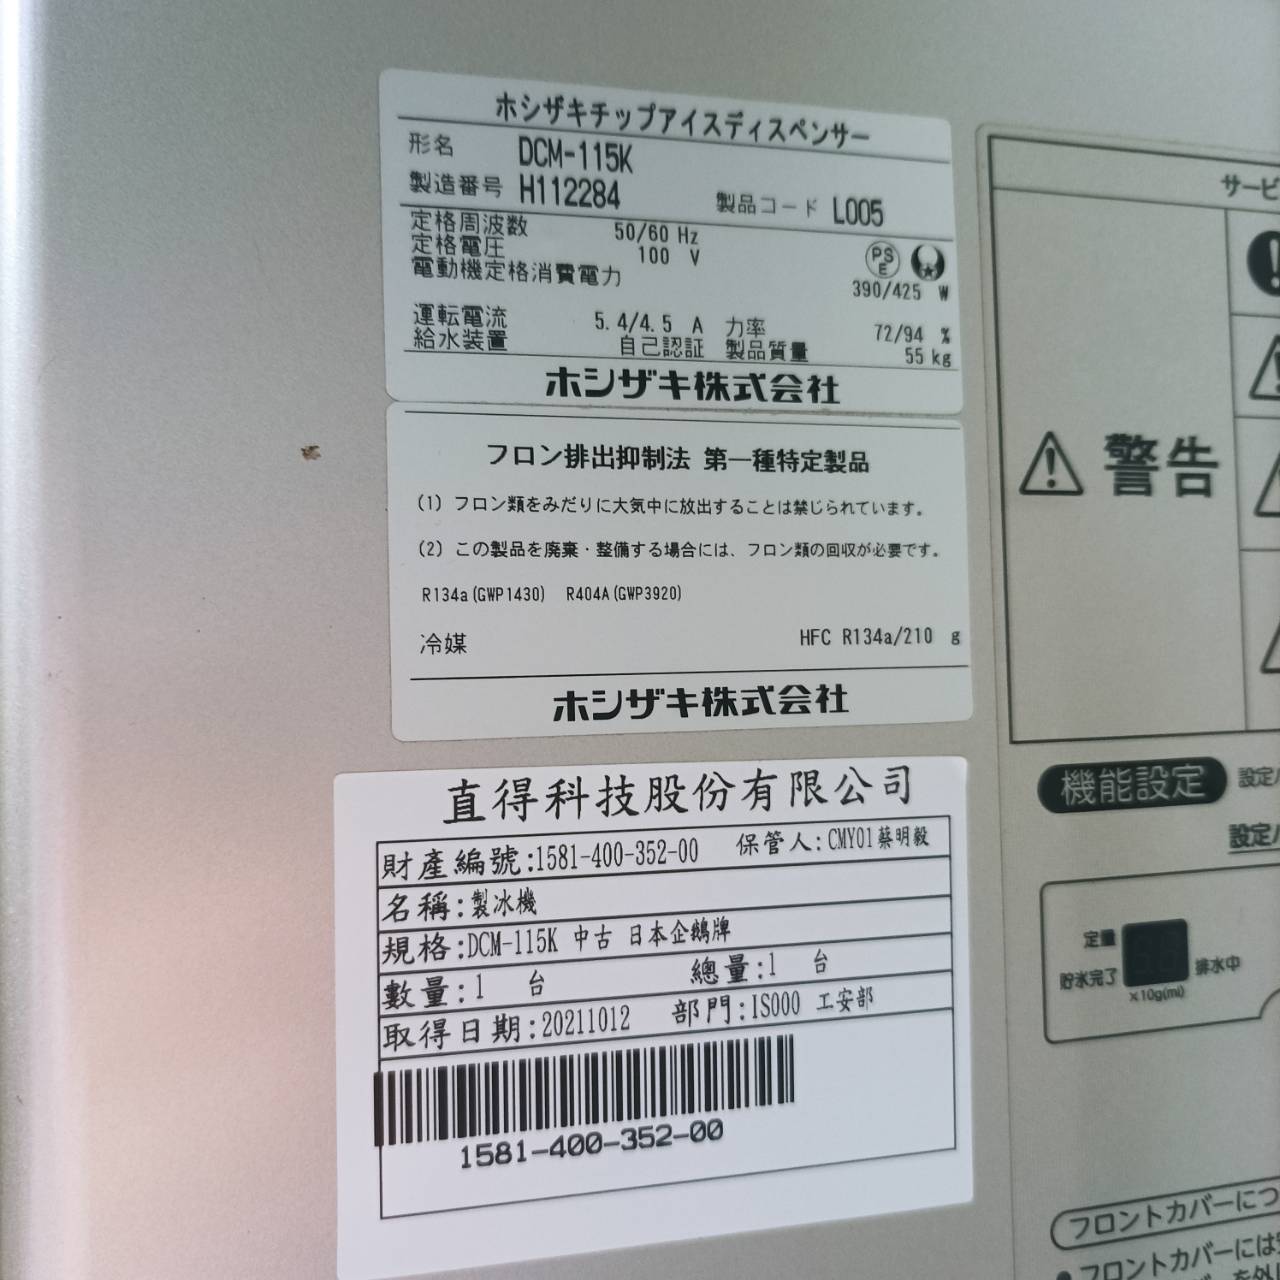 ホシザキチップアイスディスペンサー
形名 DCM-115K
製造番号 H112284 製品コード L005
定格周波数 50/60 Hz
定格電圧 100 V
電動機定格消費電力 390/425 W
PS
E
運転電流 5.4/4.5 A 力率 72/94 %
給水装置 自己認証 製品質量 55 kg
ホシザキ株式会社
フロン排出抑制法 第一種特定製品
(1) フロン類をみだりに大気中に放出することは禁じられています。
(2) この製品を廃棄・整備する場合には、フロン類の回収が必要です。
R134a(GWP1430) R404A(GWP3920)
冷媒 HFC R134a/210 g
ホシザキ株式会社
直得科技股份有限公司
財產編號:1581-400-352-00 保管人:CMY01蔡明毅
名稱:製冰機
規格:DCM-115K 中古 日本企鵝牌
數量:1 台 總量:1 台
取得日期:20211012 部門:IS000 工安部
1581-400-352-00
サービ
警告
機能設定 設定/
設定/
定量
貯氷完了 排水中
×10g(ml)
フロントカバーにつ
●フロントカバーには